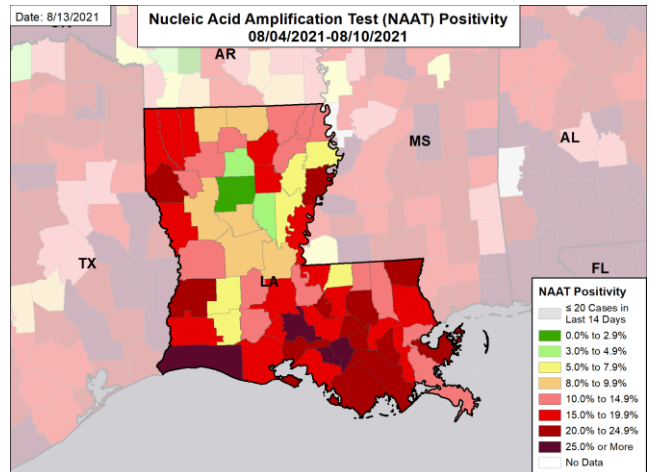 Date: 8/13/2021
Nucleic Acid Amplification Test (NAAT) Positivity
08/04/2021-08/10/2021
AR
MS
AL
TX
LA
FL
NAAT Positivity
≤ 20 Cases in
Last 14 Days
0.0% to 2.9%
3.0% to 4.9%
5.0% to 7.9%
8.0% to 9.9%
10.0% to 14.9%
15.0% to 19.9%
20.0% to 24.9%
25.0% or More
No Data